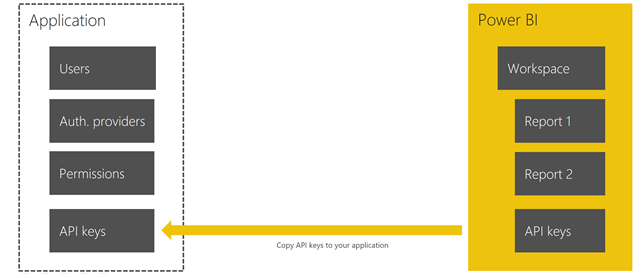 Application
Users
Auth. providers
Permissions
API keys
Copy API keys to your application
Power BI
Workspace
Report 1
Report 2
API keys